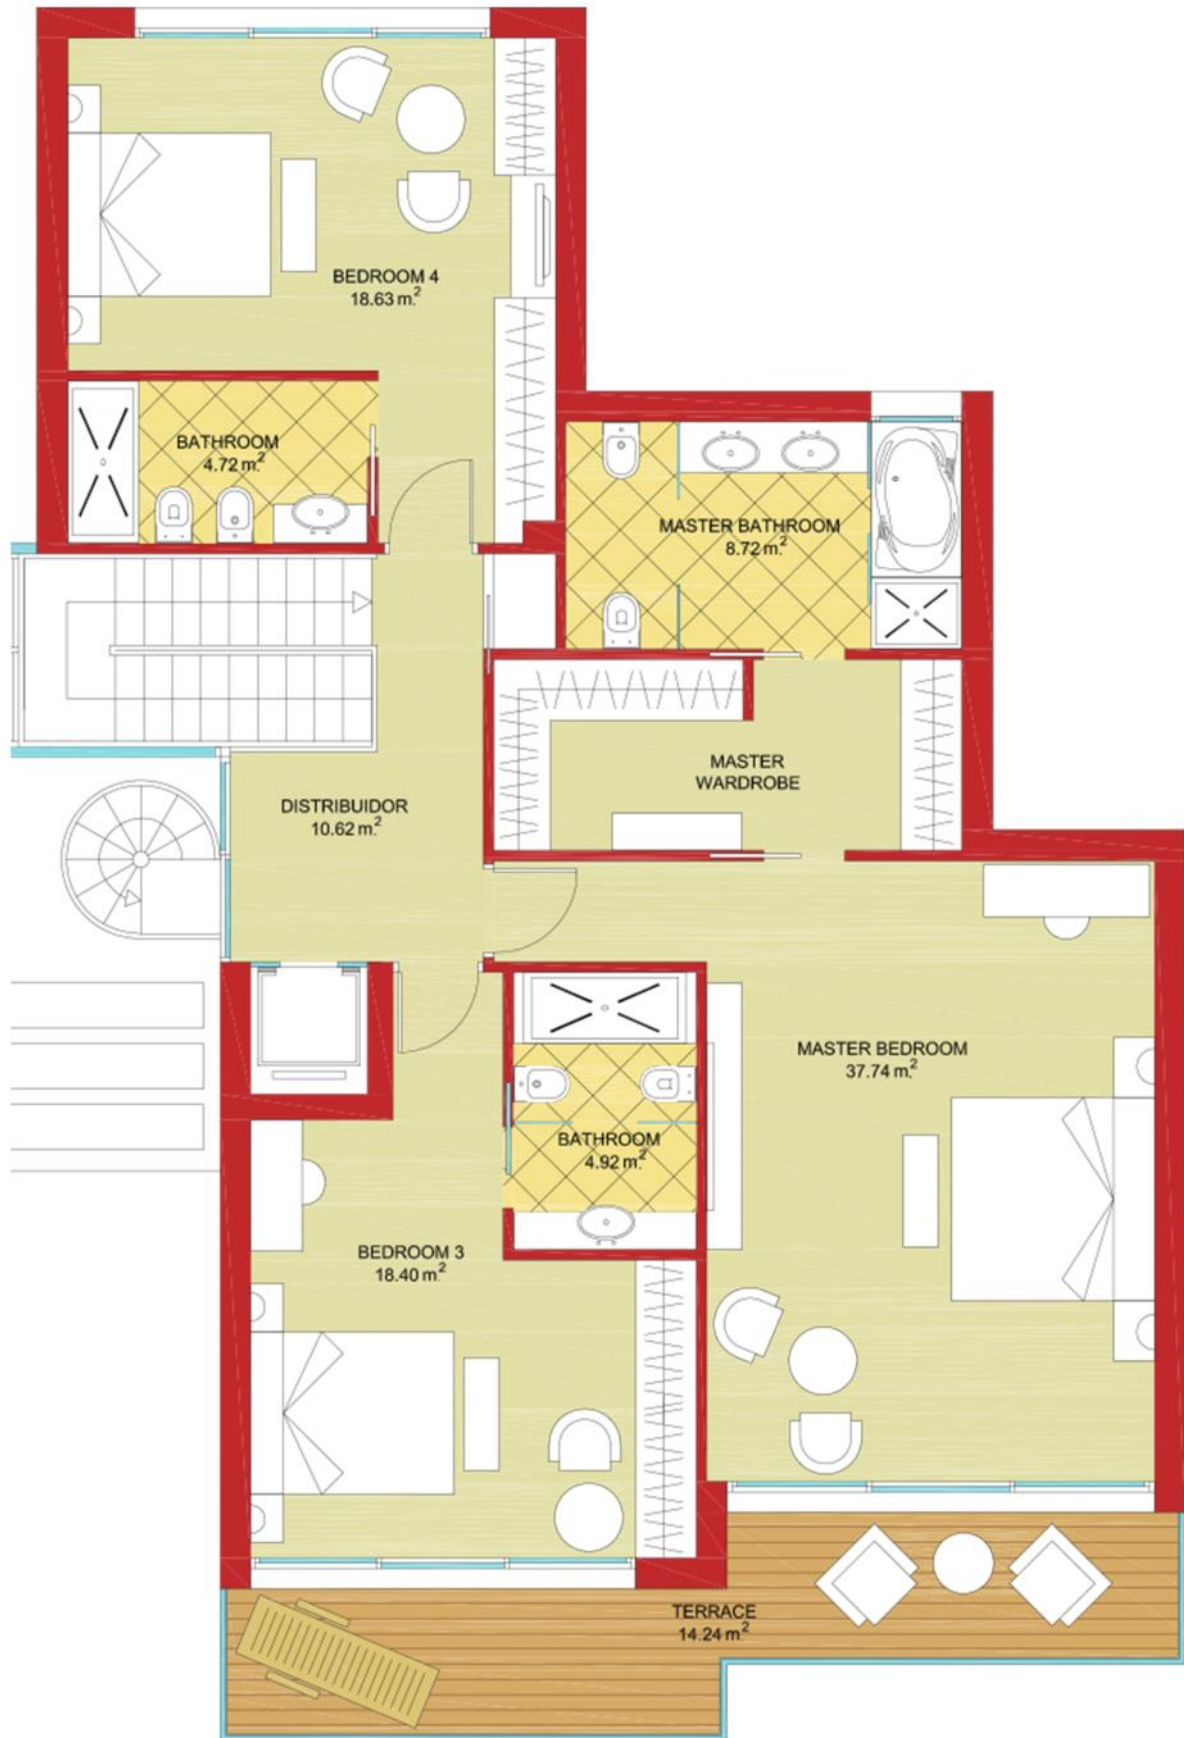 BEDROOM 4
18.63 m.²
BATHROOM
4.72 m.²
MASTER BATHROOM
8.72 m.²
MASTER
WARDROBE
DISTRIBUIDOR
10.62 m.²
MASTER BEDROOM
37.74 m.²
BATHROOM
4.92 m.²
BEDROOM 3
18.40 m.²
TERRACE
14.24 m.²